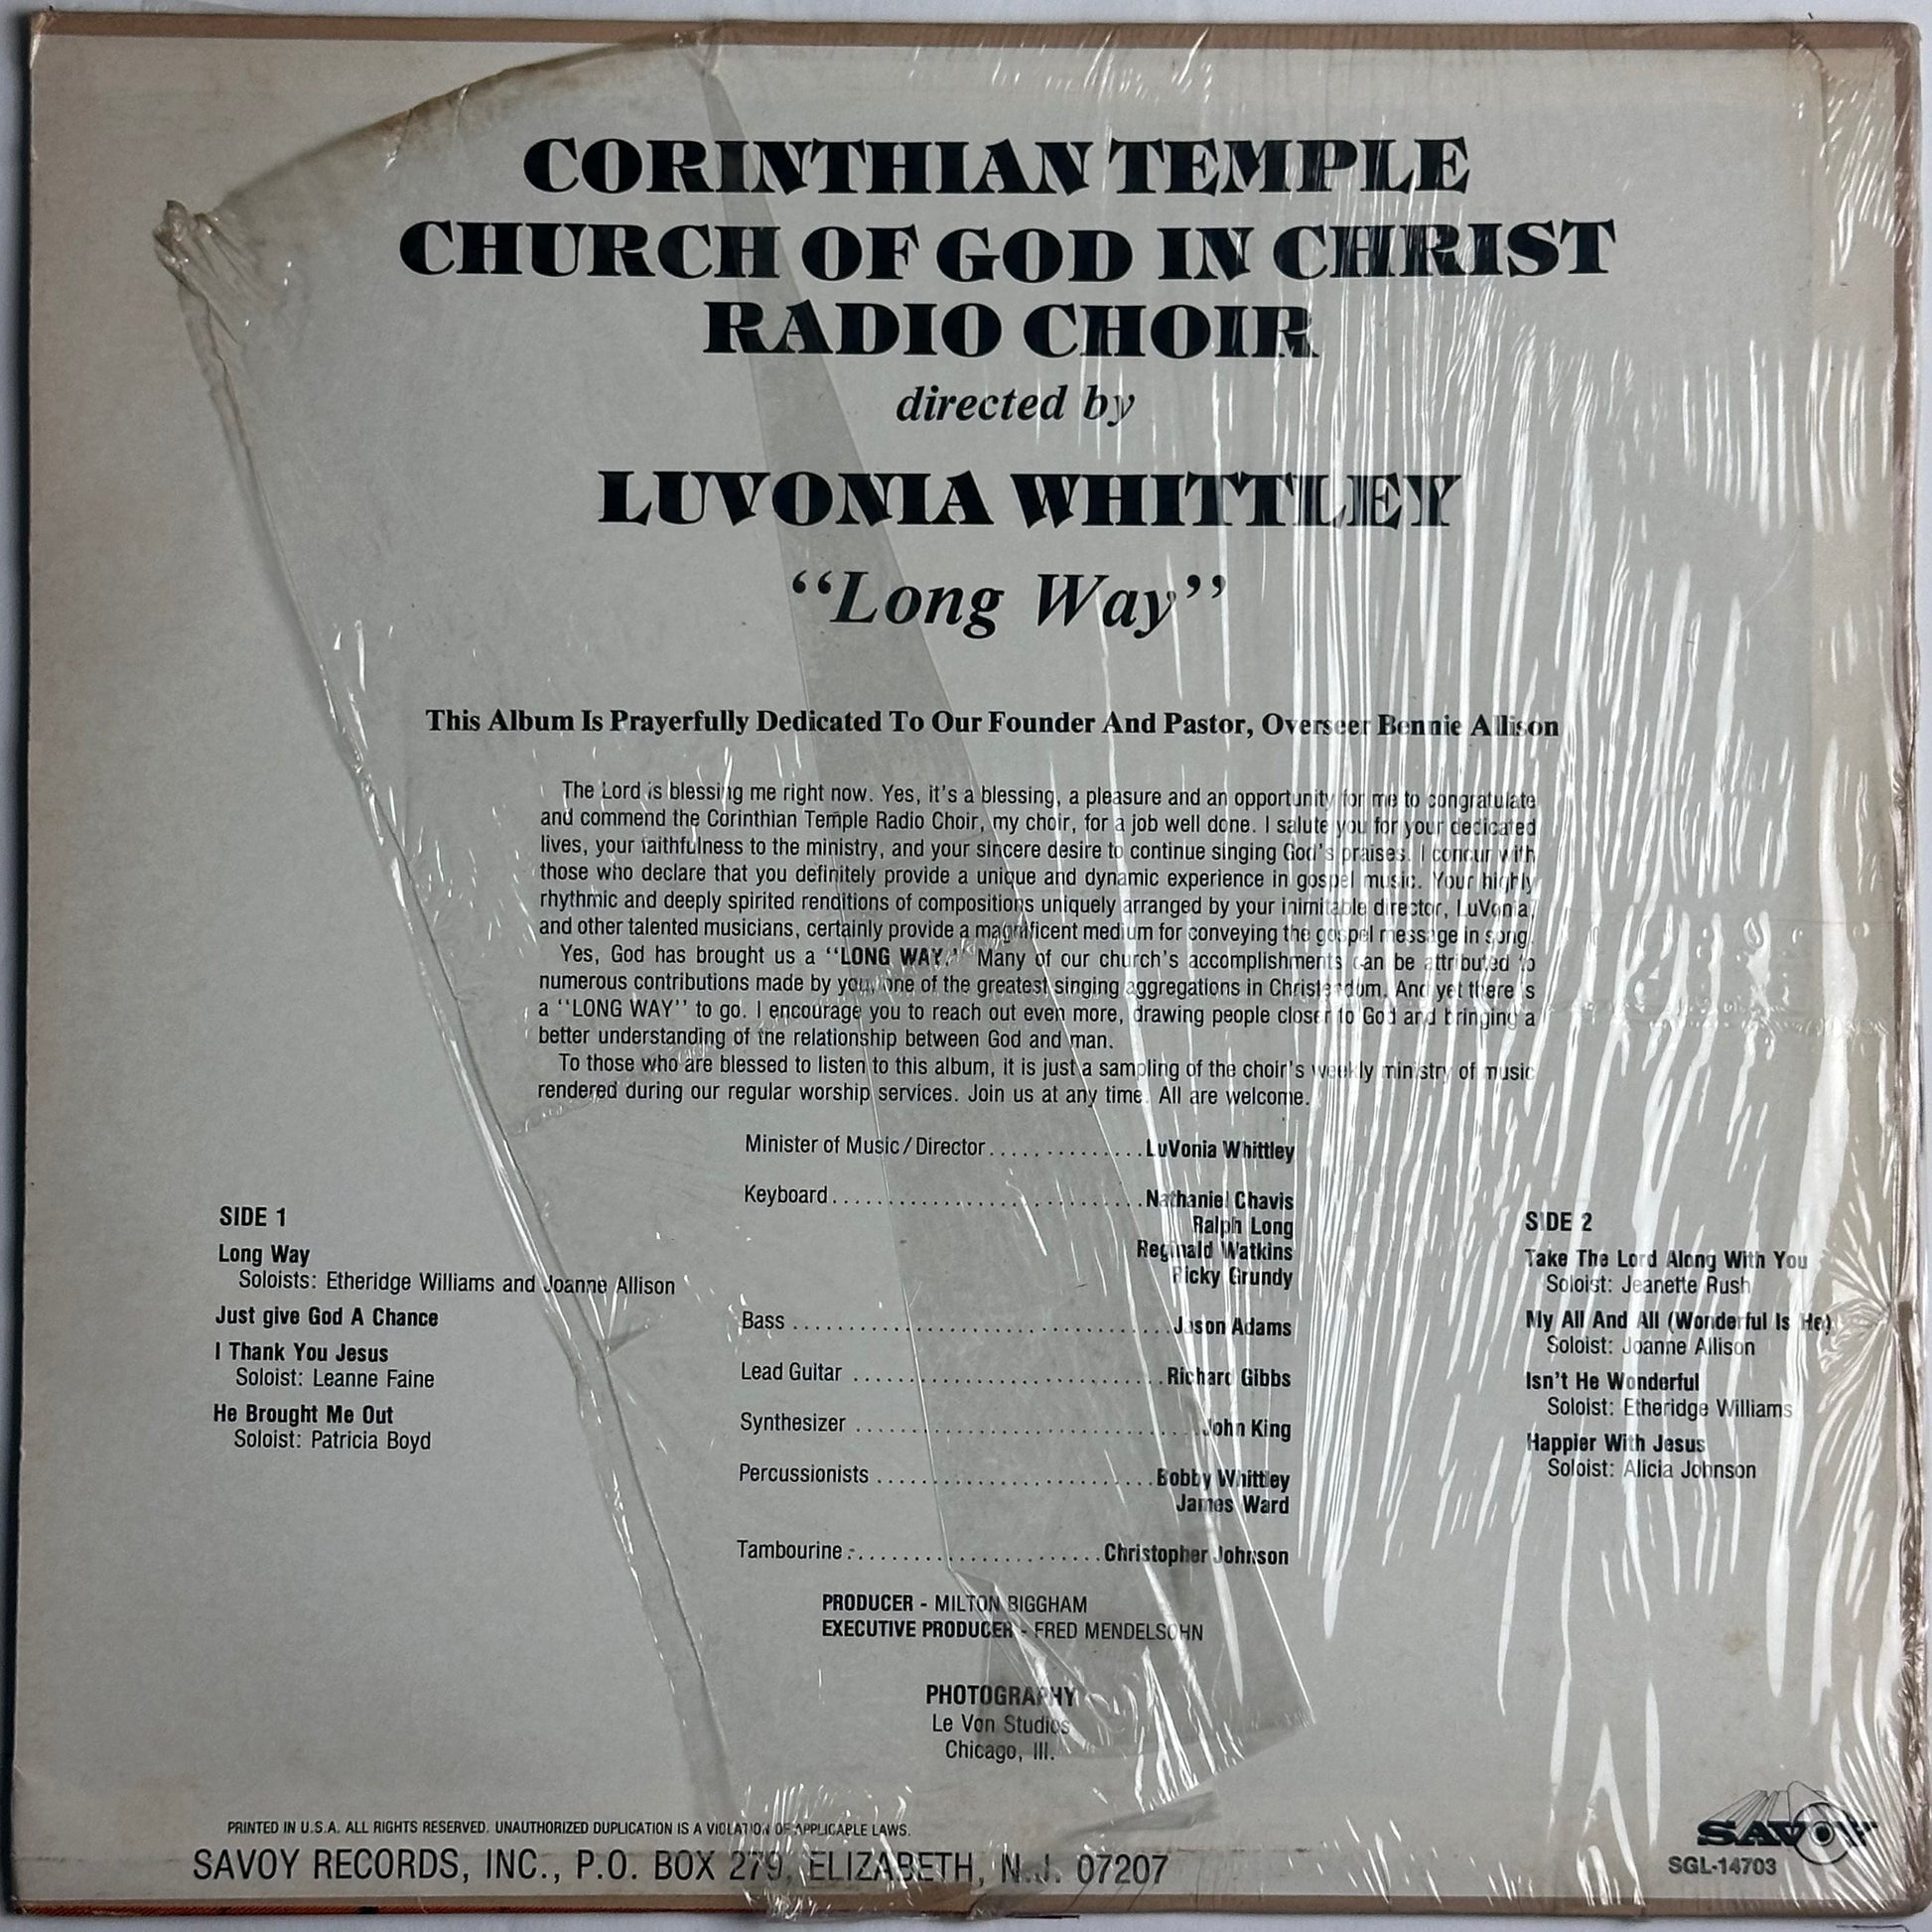 CORINTHIAN TEMPLE
CHURCH OF GOD IN CHRIST
RADIO CHOIR
directed by
LUVONIA WHITTLEY
“Long Way”
This Album Is Prayerfully Dedicated To Our Founder And Pastor, Overseer Bennie Allison
The Lord is blessing me right now. Yes, it's a blessing, a pleasure and an opportunity for me to congratulate
and commend the Corinthian Temple Radio Choir, my choir, for a job well done. I salute you for your dedicated
lives, your faithfulness to the ministry, and your sincere desire to continue singing God's praises. I concur with
those who declare that you definitely provide a unique and dynamic experience in gospel music. Your highly
rhythmic and deeply spirited renditions of compositions uniquely arranged by your inimitable director, LuVonia,
and other talented musicians, certainly provide a magnificent medium for conveying the gospel message in song.
Yes, God has brought us a “LONG WAY.” Many of our church's accomplishments can be attributed to
numerous contributions made by you, one of the greatest singing aggregations in Christendom. And yet there is
a “LONG WAY” to go. I encourage you to reach out even more, drawing people closer to God and bringing a
better understanding of the relationship between God and man.
To those who are blessed to listen to this album, it is just a sampling of the choir's weekly ministry of music
rendered during our regular worship services. Join us at any time. All are welcome.
Minister of Music/Director..............LuVonia Whittley
Keyboard............................Nathaniel Chavis
Ralph Long
Reginald Watkins
Ricky Grundy
Bass.................................Jason Adams
Lead Guitar ............................Richard Gibbs
Synthesizer ...............................John King
Percussionists .........................Bobby Whittley
James Ward
Tambourine.......................Christopher Johnson
SIDE 1
Long Way
Soloists: Etheridge Williams and Joanne Allison
Just give God A Chance
I Thank You Jesus
Soloist: Leanne Faine
He Brought Me Out
Soloist: Patricia Boyd
SIDE 2
Take The Lord Along With You
Soloist: Jeanette Rush
My All And All (Wonderful Is He)
Soloist: Joanne Allison
Isn't He Wonderful
Soloist: Etheridge Williams
Happier With Jesus
Soloist: Alicia Johnson
PRODUCER - MILTON BIGGHAM
EXECUTIVE PRODUCER - FRED MENDELSOHN
PHOTOGRAPHY
Le Von Studios
Chicago, Ill.
PRINTED IN U.S.A. ALL RIGHTS RESERVED. UNAUTHORIZED DUPLICATION IS A VIOLATION OF APPLICABLE LAWS.
SAVOY RECORDS, INC., P.O. BOX 279, ELIZABETH, N.J. 07207
SAVOY
SGL-14703